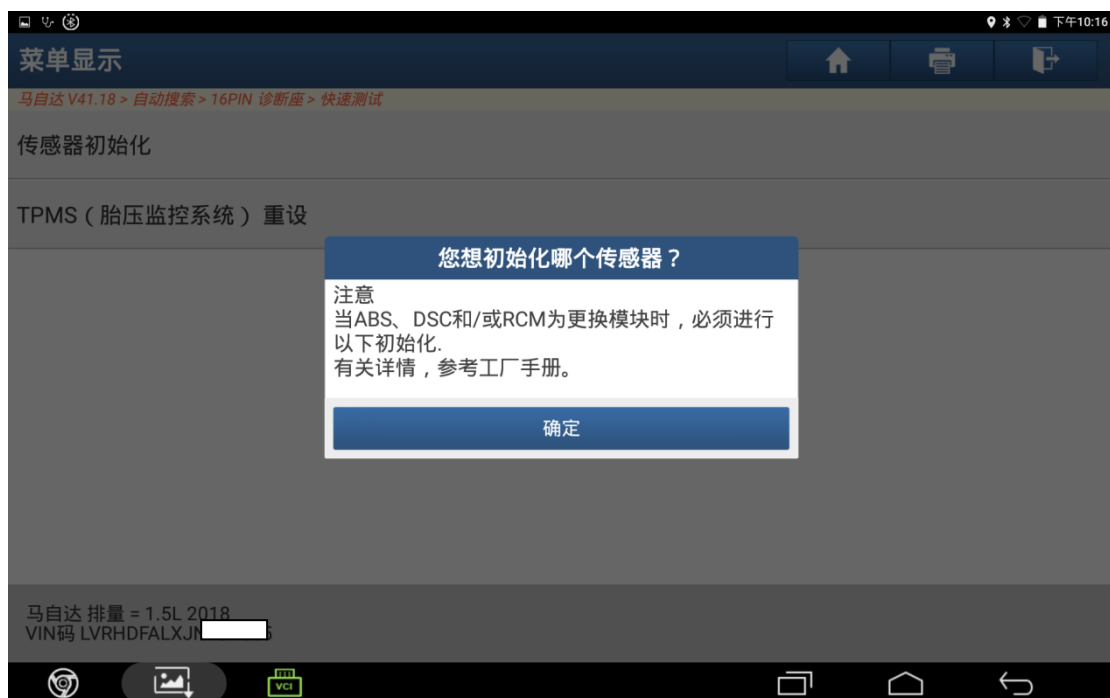 下午10:16
菜单显示
马自达 V41.18 > 自动搜索 > 16PIN 诊断座 > 快速测试
传感器初始化
TPMS（胎压监控系统）重设
您想初始化哪个传感器？
注意
当ABS、DSC和/或RCM为更换模块时，必须进行
以下初始化.
有关详情，参考工厂手册。
确定
马自达 排量 = 1.5L 2018
VIN码 LVRHDFALXJN
VCI